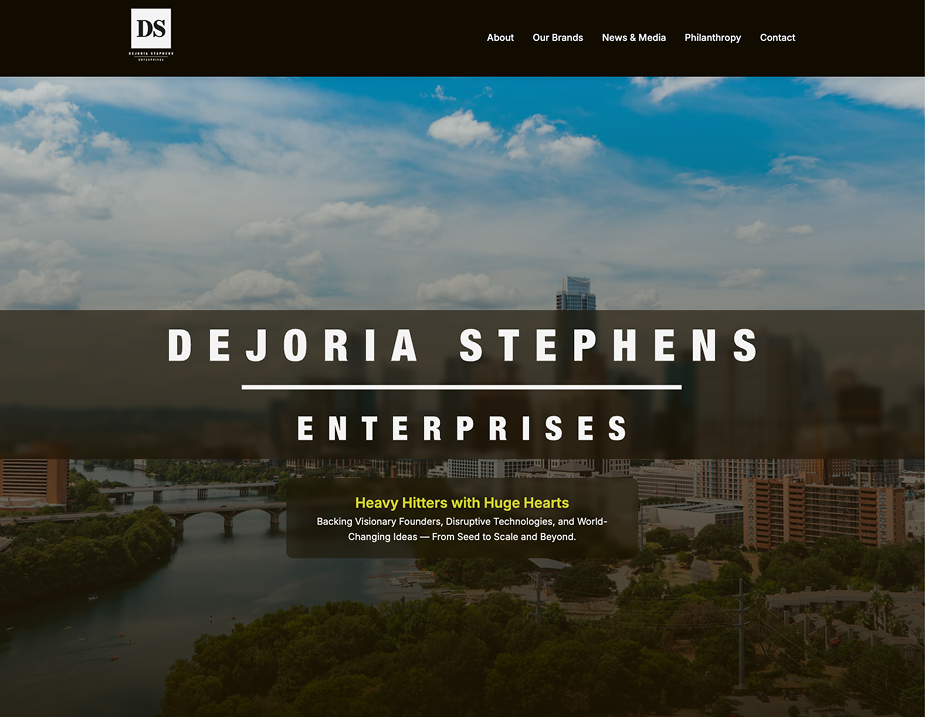 DS
DEJORIA STEPHENS
ENTERPRISES
About Our Brands News & Media Philanthropy Contact
DEJORIA STEPHENS
ENTERPRISES
Heavy Hitters with Huge Hearts
Backing Visionary Founders, Disruptive Technologies, and World-
Changing Ideas — From Seed to Scale and Beyond.